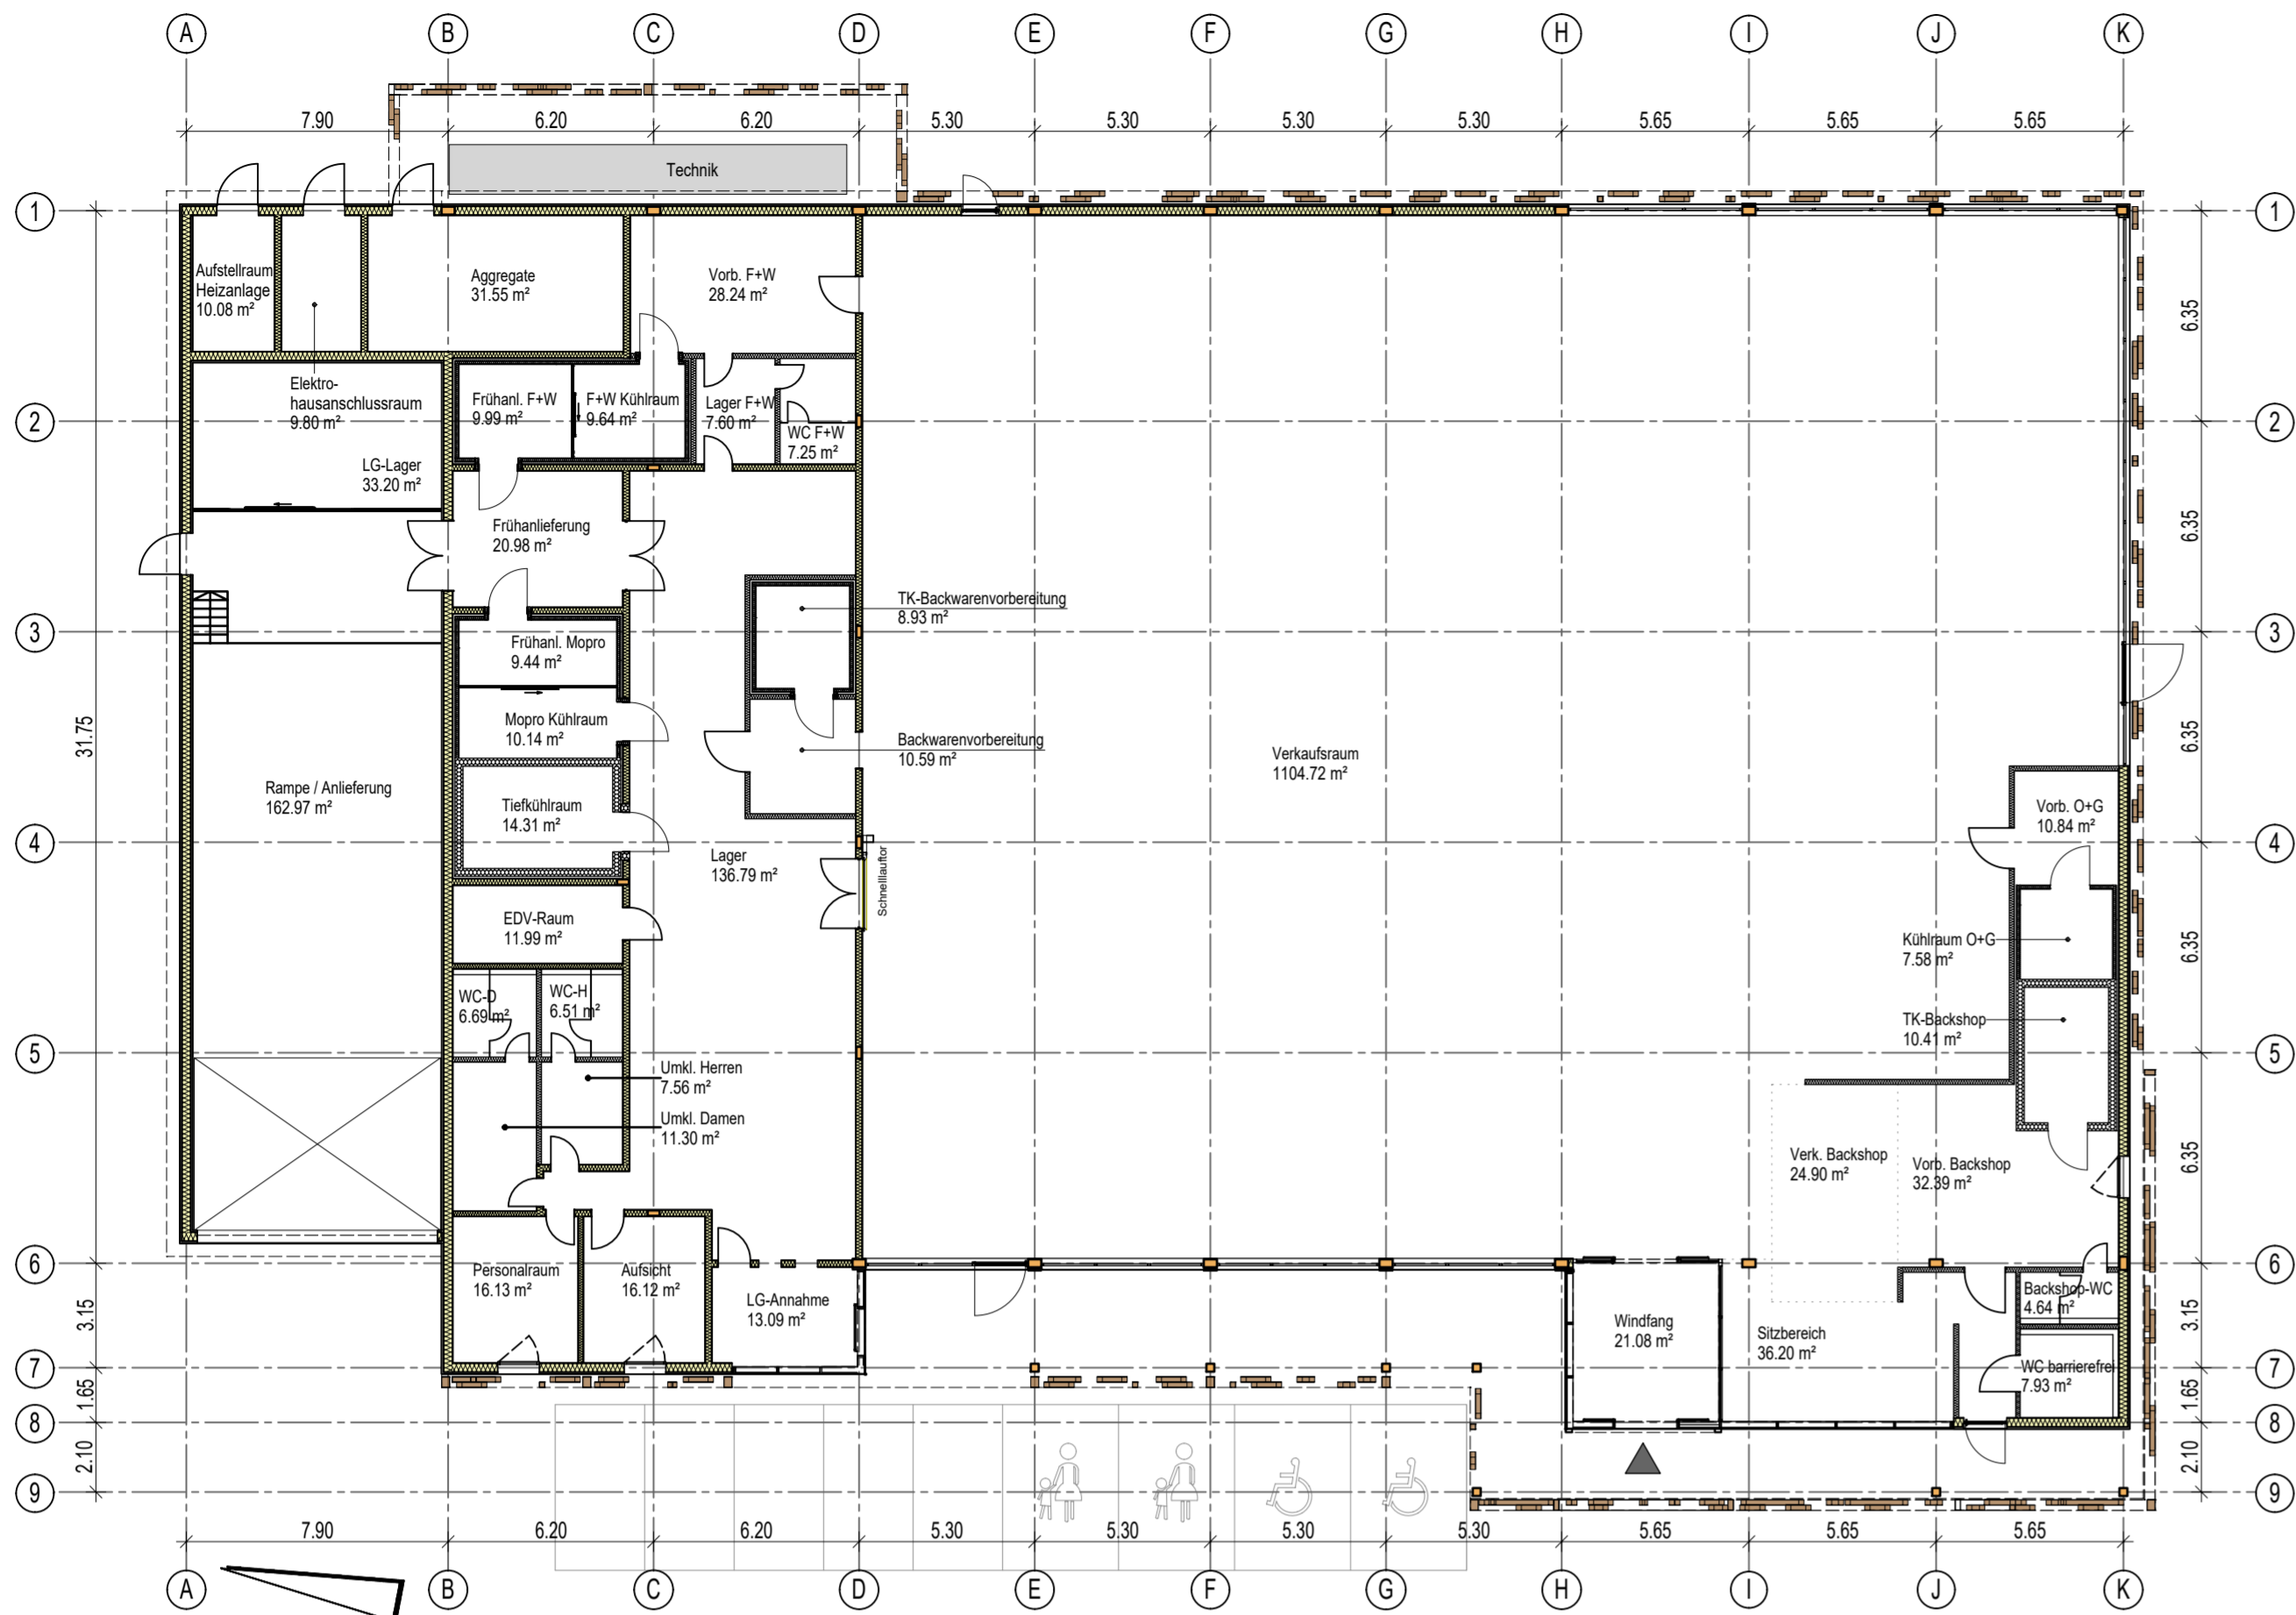 A B C D E F G H I J K
7.90 6.20 6.20 5.30 5.30 5.30 5.30 5.65 5.65 5.65
Technik
1 1
Aufstellraum
Heizanlage
10.08 m²
Aggregate
31.55 m²
Vorb. F+W
28.24 m²
6.35
Elektro-
hausanschlussraum
9.80 m²
Frühanl. F+W
9.99 m²
F+W Kühlraum
9.64 m²
Lager F+W
7.60 m²
WC F+W
7.25 m²
2 2
LG-Lager
33.20 m²
Frühanlieferung
20.98 m²
6.35
TK-Backwarenvorbereitung
8.93 m²
3 3
Frühanl. Mopro
9.44 m²
Mopro Kühlraum
10.14 m²
31.75
Backwarenvorbereitung
10.59 m²
Verkaufsraum
1104.72 m²
6.35
Rampe / Anlieferung
162.97 m²
Tiefkühlraum
14.31 m²
Vorb. O+G
10.84 m²
4 4
Lager
136.79 m²
Schnelllauftor
EDV-Raum
11.99 m²
Kühlraum O+G
7.58 m²
6.35
WC-D
6.69 m²
WC-H
6.51 m²
TK-Backshop
10.41 m²
5 5
Umkl. Herren
7.56 m²
Umkl. Damen
11.30 m²
Verk. Backshop
24.90 m²
Vorb. Backshop
32.39 m²
6.35
6 6
Personalraum
16.13 m²
Aufsicht
16.12 m²
LG-Annahme
13.09 m²
Windfang
21.08 m²
Sitzbereich
36.20 m²
Backshop-WC
4.64 m²
3.15 3.15
7 7
WC barrierefrei
7.93 m²
1.65 1.65
8 8
2.10 2.10
9 9
7.90 6.20 6.20 5.30 5.30 5.30 5.30 5.65 5.65 5.65
A B C D E F G H I J K